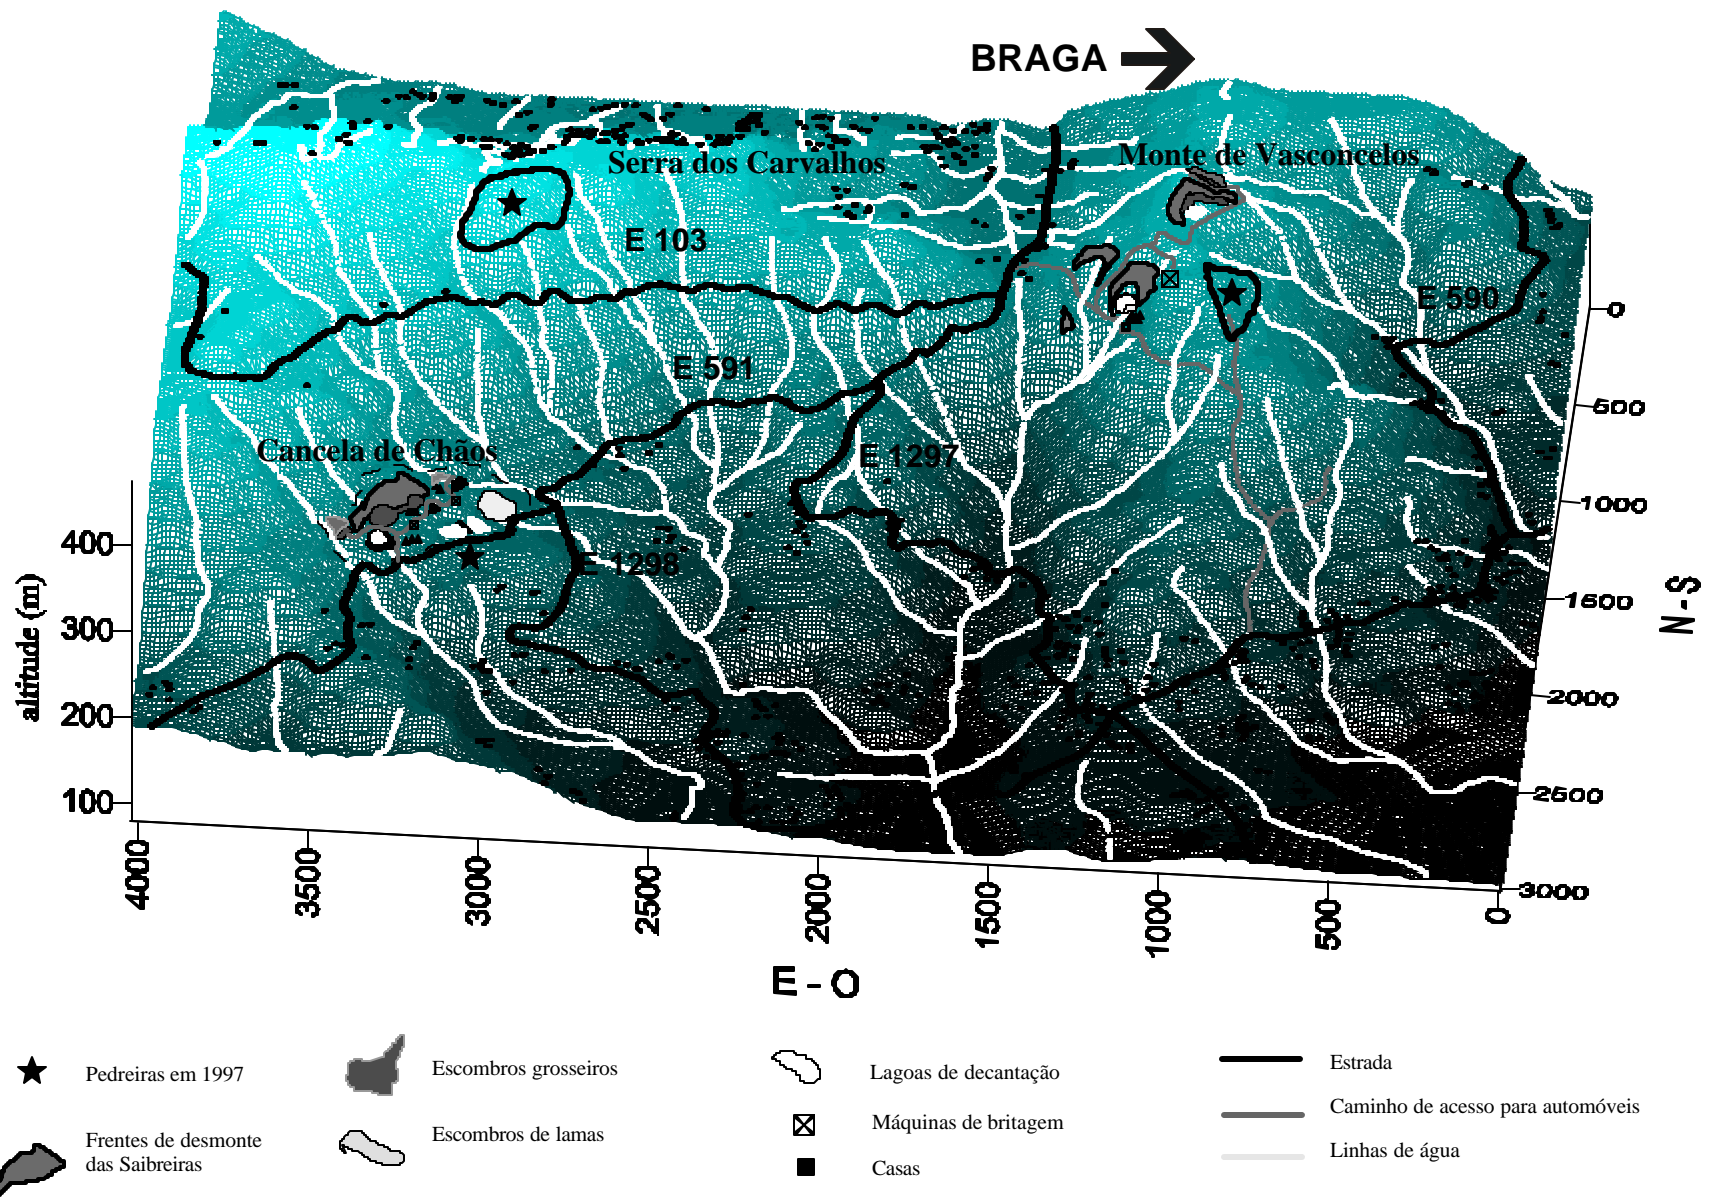 BRAGA
Serra dos Carvalhos
Monte de Vasconcelos
E 103
E 590
E 591
Cancela de Chãos
E 1297
E 1298
altitude (m)
400
300
200
100
4000
3500
3000
2500
2000
1500
1000
500
0
E - O
0
500
1000
1500
2000
2500
3000
N - S
Pedreiras em 1997
Escombros grosseiros
Lagoas de decantação
Estrada
Frentes de desmonte
das Saibreiras
Escombros de lamas
Máquinas de britagem
Caminho de acesso para automóveis
Casas
Linhas de água